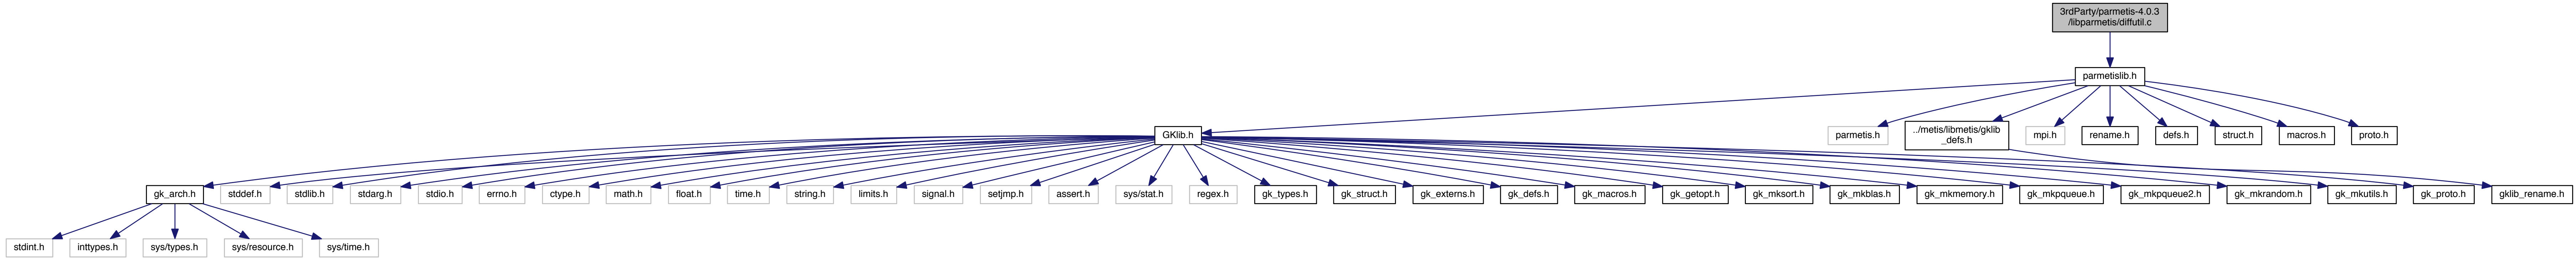 3rdParty/parmetis-4.0.3
/libparmetis/diffutil.c
parmetislib.h
GKlib.h
parmetis.h
../metis/libmetis/gklib
_defs.h
mpi.h
rename.h
defs.h
struct.h
macros.h
proto.h
gk_arch.h
stddef.h
stdlib.h
stdarg.h
stdio.h
errno.h
ctype.h
math.h
float.h
time.h
string.h
limits.h
signal.h
setjmp.h
assert.h
sys/stat.h
regex.h
gk_types.h
gk_struct.h
gk_externs.h
gk_defs.h
gk_macros.h
gk_getopt.h
gk_mksort.h
gk_mkblas.h
gk_mkmemory.h
gk_mkpqueue.h
gk_mkpqueue2.h
gk_mkrandom.h
gk_mkutils.h
gk_proto.h
gklib_rename.h
stdint.h
inttypes.h
sys/types.h
sys/resource.h
sys/time.h